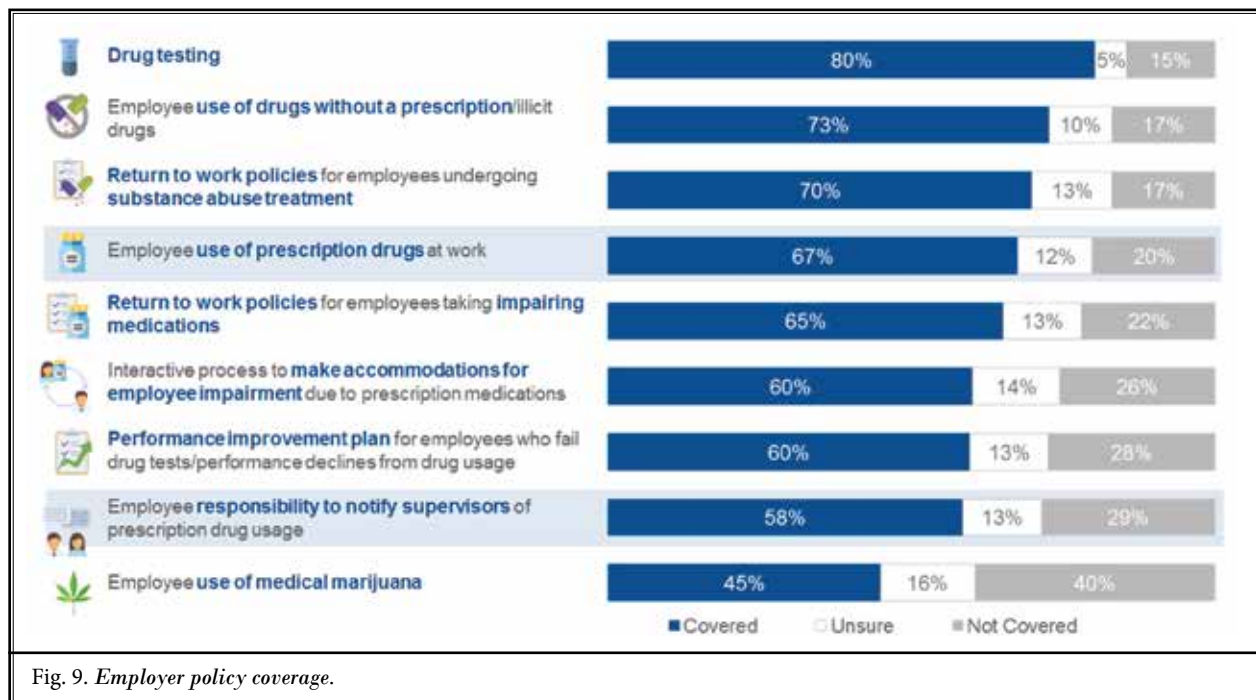 Drug testing
80% 5% 15%
Employee use of drugs without a prescription/illicit
drugs
73% 10% 17%
Return to work policies for employees undergoing
substance abuse treatment
70% 13% 17%
Employee use of prescription drugs at work
67% 12% 20%
Return to work policies for employees taking impairing
medications
65% 13% 22%
Interactive process to make accommodations for
employee impairment due to prescription medications
60% 14% 26%
Performance improvement plan for employees who fail
drug tests/performance declines from drug usage
60% 13% 28%
Employee responsibility to notify supervisors of
prescription drug usage
58% 13% 29%
Employee use of medical marijuana
45% 16% 40%
Covered Unsure Not Covered
Fig. 9. Employer policy coverage.